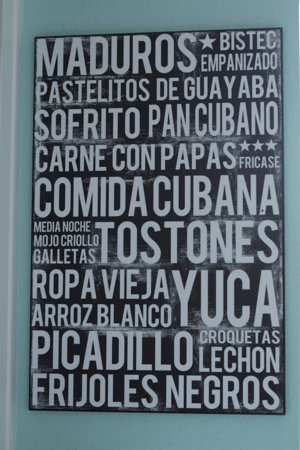 MADUROS
BISTEC
EMPANIZADO
PASTELITOS DE GUAYABA
SOFRITO PAN CUBANO
CARNE CON PAPAS
FRICASE
COMIDA CUBANA
MEDIA NOCHE
MOJO CRIOLLO
GALLETAS
TOSTONES
ROPA VIEJA
ARROZ BLANCO
YUCA
PICADILLO
CROQUETAS
LECHON
FRIJOLES NEGROS